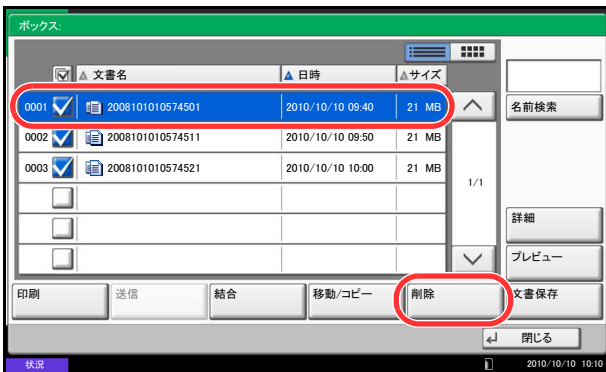 ボックス:
文書名 日時 サイズ
0001 2008101010574501 2010/10/10 09:40 21 MB
名前検索
0002 2008101010574511 2010/10/10 09:50 21 MB
0003 2008101010574521 2010/10/10 10:00 21 MB
1/1
詳細
プレビュー
印刷 送信 結合 移動/コピー 削除 文書保存
閉じる
状況 2010/10/10 10:10